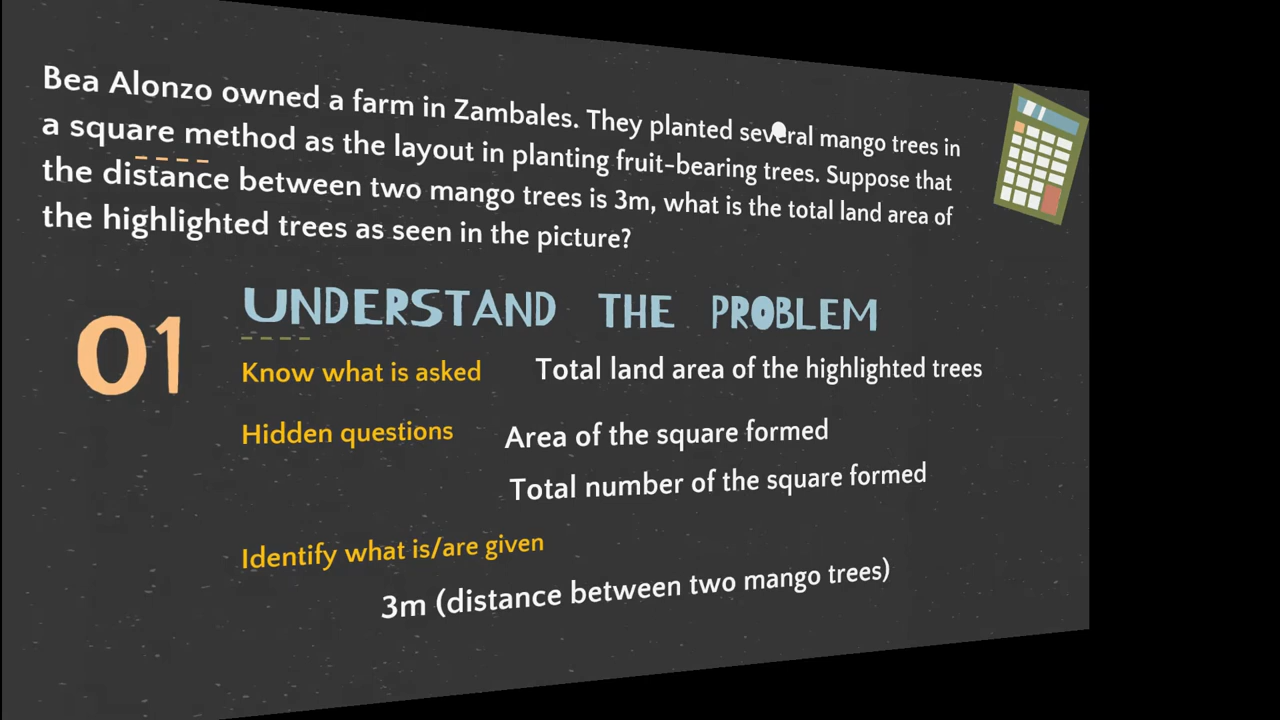 Bea Alonzo owned a farm in Zambales. They planted several mango trees in
a square method as the layout in planting fruit-bearing trees. Suppose that
the distance between two mango trees is 3m, what is the total land area of
the highlighted trees as seen in the picture?
01
UNDERSTAND THE PROBLEM
Know what is asked
Total land area of the highlighted trees
Hidden questions
Area of the square formed
Total number of the square formed
Identify what is/are given
3m (distance between two mango trees)